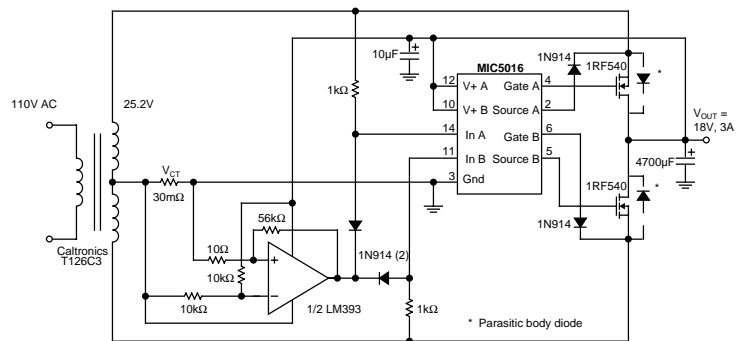 110V AC
25.2V
Caltronics
T126C3
V_CT
30mΩ
10Ω
10kΩ
10kΩ
56kΩ
+
−
1/2 LM393
1kΩ
10µF
+
1N914 (2)
1kΩ
MIC5016
12 V+ A Gate A 4
10 V+ B Source A 2
14 In A Gate B 6
11 In B Source B 5
3 Gnd
1N914
1RF540
*
V_OUT =
18V, 3A
4700µF
+
1RF540
*
1N914
* Parasitic body diode